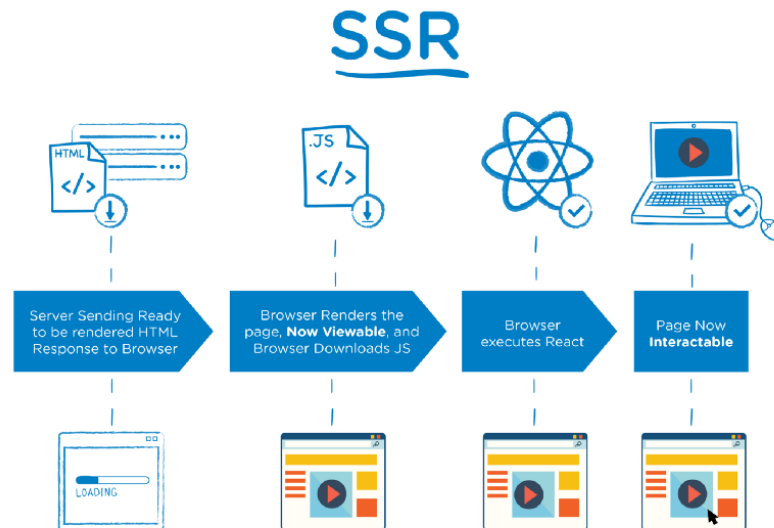 SSR
HTML
</>
.JS
</>
Server Sending Ready
to be rendered HTML
Response to Browser
Browser Renders the
page, Now Viewable, and
Browser Downloads JS
Browser
executes React
Page Now
Interactable
LOADING